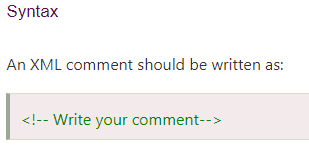 Syntax
An XML comment should be written as:
<!-- Write your comment-->